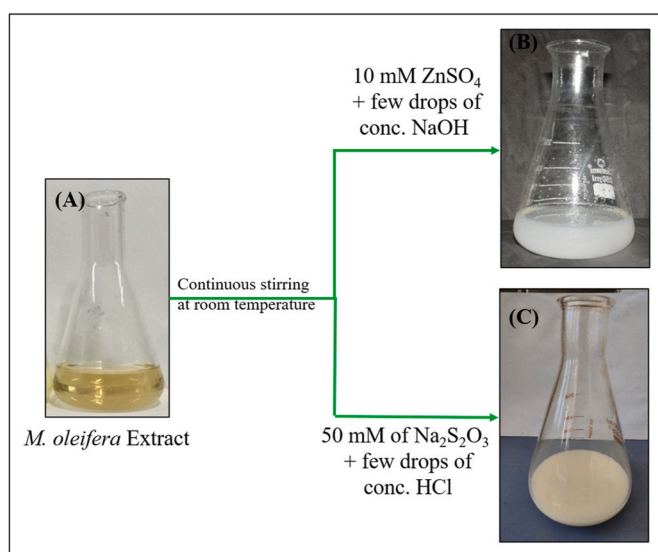 (A)
M. oleifera Extract
Continuous stirring
at room temperature
10 mM ZnSO₄
+ few drops of
conc. NaOH
(B)
50 mM of Na₂S₂O₃
+ few drops of
conc. HCl
(C)